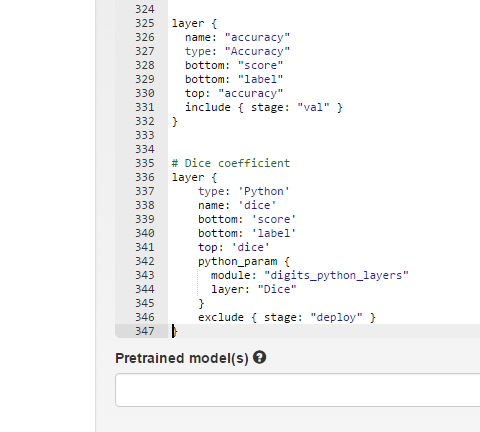 324
325 layer {
326 name: "accuracy"
327 type: "Accuracy"
328 bottom: "score"
329 bottom: "label"
330 top: "accuracy"
331 include { stage: "val" }
332 }
333
334
335 # Dice coefficient
336 layer {
337 type: 'Python'
338 name: 'dice'
339 bottom: 'score'
340 bottom: 'label'
341 top: 'dice'
342 python_param {
343 module: "digits_python_layers"
344 layer: "Dice"
345 }
346 exclude { stage: "deploy" }
347 }
Pretrained model(s) ?